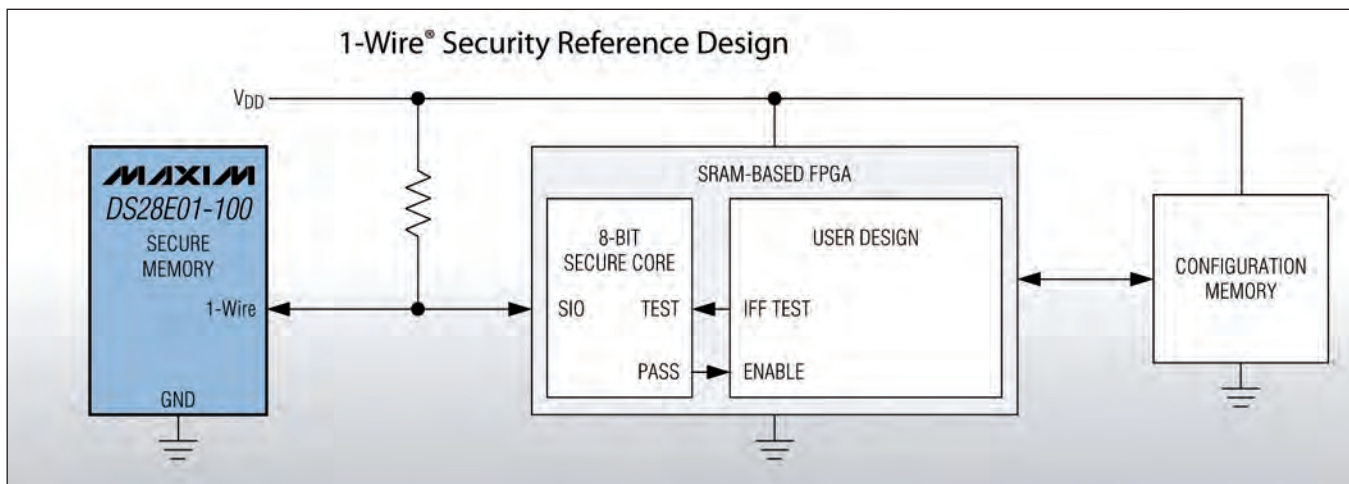 1-Wire® Security Reference Design
VDD
MAXIM
DS28E01-100
SECURE
MEMORY
1-Wire
GND
SRAM-BASED FPGA
8-BIT
SECURE CORE
SIO
TEST
PASS
USER DESIGN
IFF TEST
ENABLE
CONFIGURATION
MEMORY